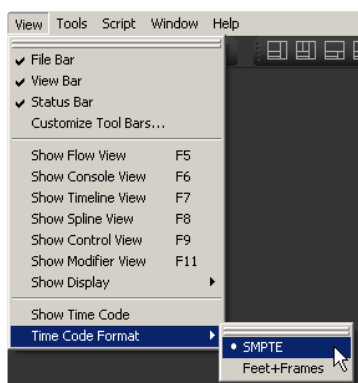 View Tools Script Window Help
File Bar
View Bar
Status Bar
Customize Tool Bars...
Show Flow View F5
Show Console View F6
Show Timeline View F7
Show Spline View F8
Show Control View F9
Show Modifier View F11
Show Display
Show Time Code
Time Code Format
SMPTE
Feet+Frames